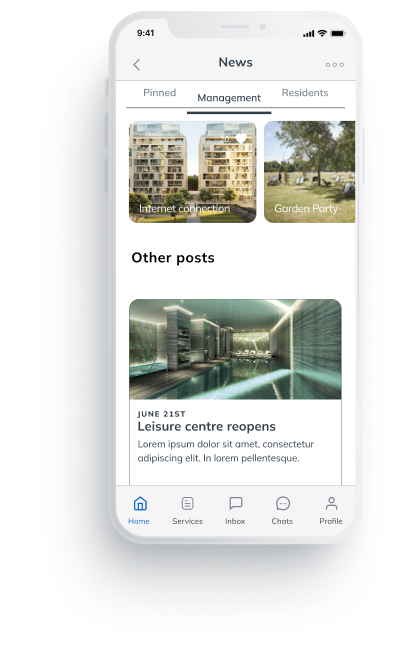 9:41
News
Pinned
Management
Residents
Internet connection
Garden Party
Other posts
JUNE 21ST
Leisure centre reopens
Lorem ipsum dolor sit amet, consectetur
adipiscing elit. In lorem pellentesque.
Home
Services
Inbox
Chats
Profile